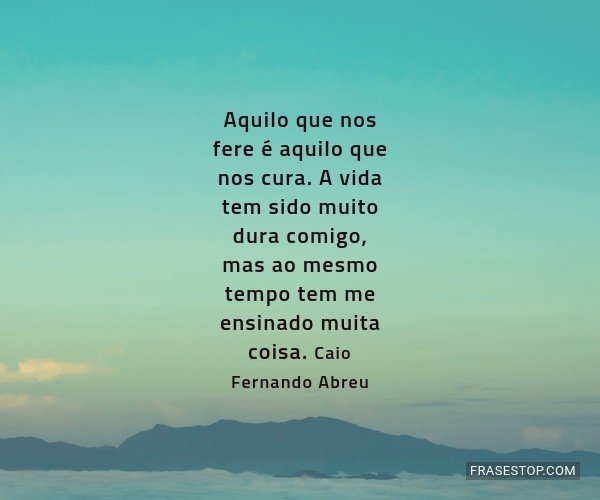 Aquilo que nos
fere é aquilo que
nos cura. A vida
tem sido muito
dura comigo,
mas ao mesmo
tempo tem me
ensinado muita
coisa. Caio
Fernando Abreu
FRASESTOP.COM